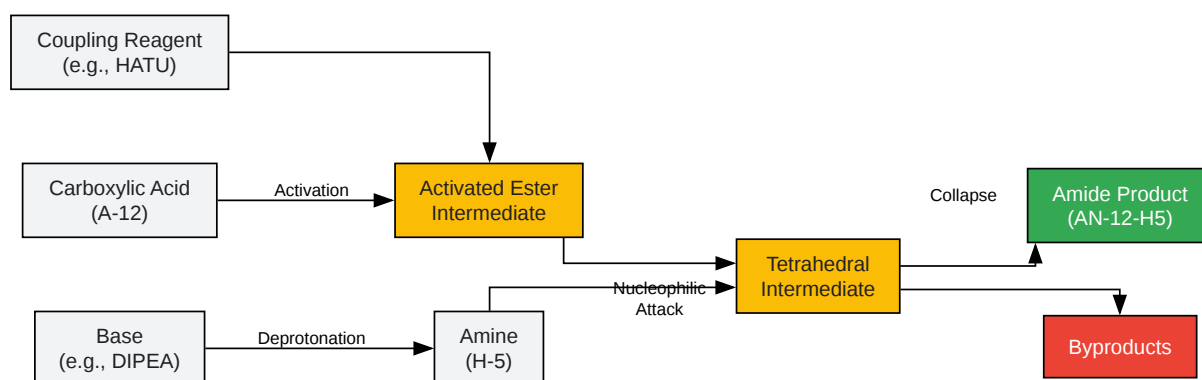 Coupling Reagent
(e.g., HATU)
Carboxylic Acid
(A-12)
Activation
Activated Ester
Intermediate
Collapse
Amide Product
(AN-12-H5)
Tetrahedral
Intermediate
Nucleophilic
Attack
Base
(e.g., DIPEA)
Deprotonation
Amine
(H-5)
Byproducts